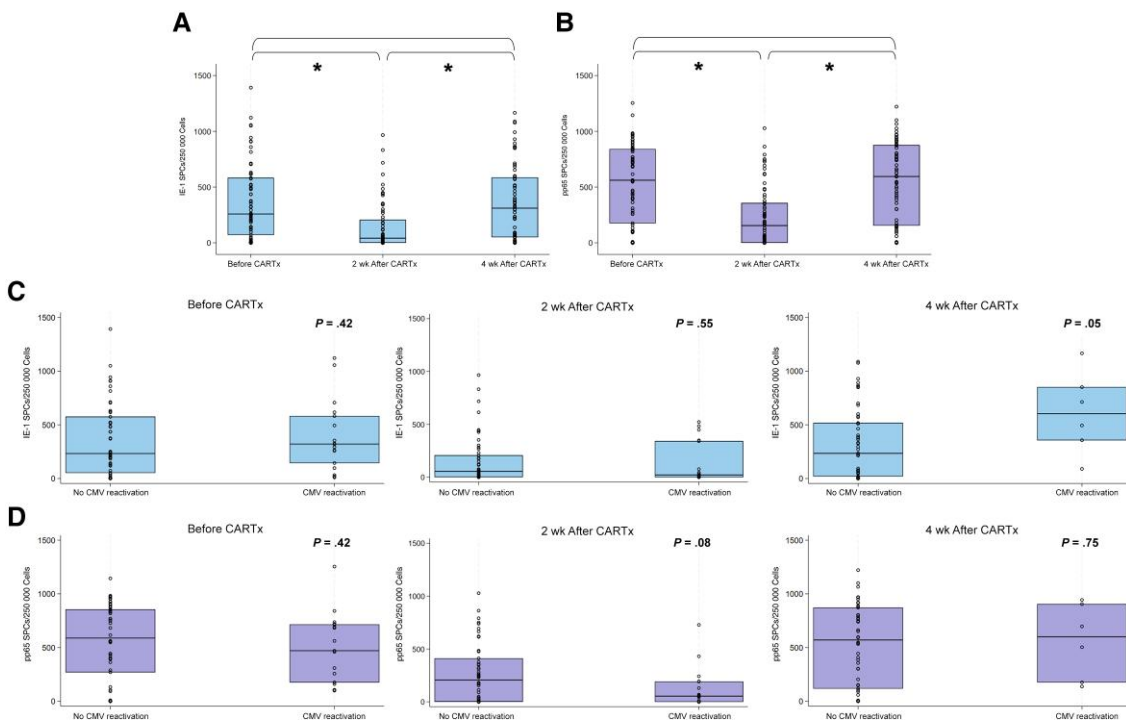 A
*
*
1500
1000
500
0
IE-1 SPCs/250 000 Cells
Before CARTx
2 wk After CARTx
4 wk After CARTx
B
*
*
1500
1000
500
0
pp65 SPCs/250 000 Cells
Before CARTx
2 wk After CARTx
4 wk After CARTx
C
Before CARTx
P = .42
1500
1000
500
0
IE-1 SPCs/250 000 Cells
No CMV reactivation
CMV reactivation
2 wk After CARTx
P = .55
1500
1000
500
0
IE-1 SPCs/250 000 Cells
No CMV reactivation
CMV reactivation
4 wk After CARTx
P = .05
1500
1000
500
0
IE-1 SPCs/250 000 Cells
No CMV reactivation
CMV reactivation
D
Before CARTx
P = .42
1500
1000
500
0
pp65 SPCs/250 000 Cells
No CMV reactivation
CMV reactivation
2 wk After CARTx
P = .08
1500
1000
500
0
pp65 SPCs/250 000 Cells
No CMV reactivation
CMV reactivation
4 wk After CARTx
P = .75
1500
1000
500
0
pp65 SPCs/250 000 Cells
No CMV reactivation
CMV reactivation